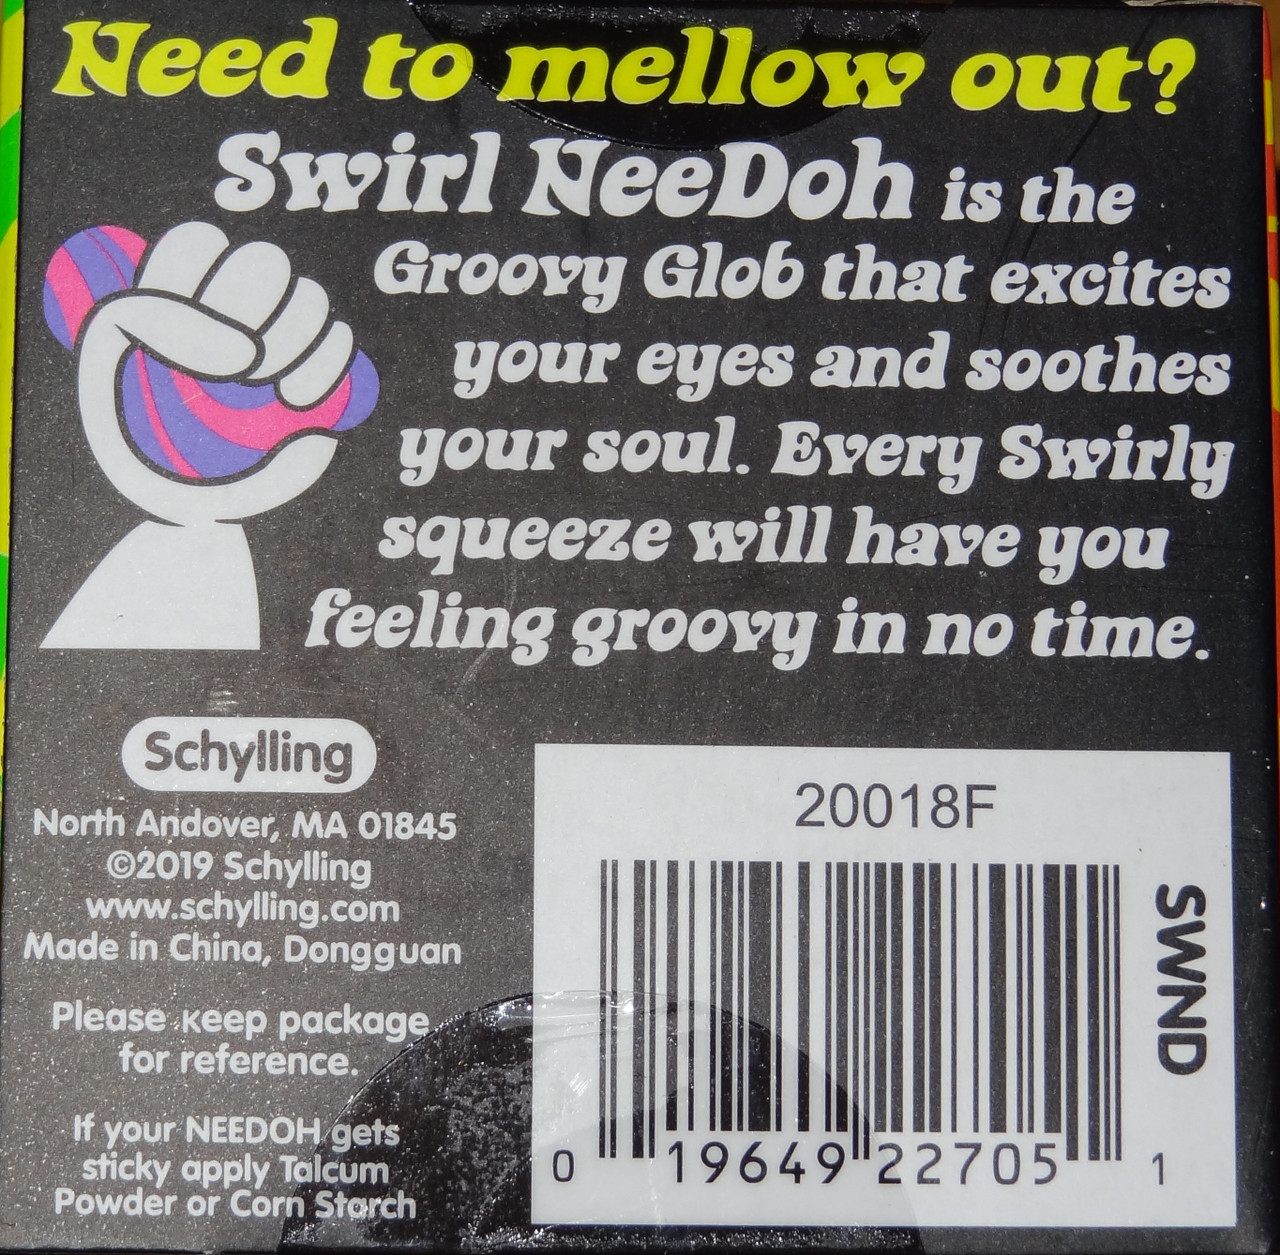 Need to mellow out?
Swirl NeeDoh is the
Groovy Glob that excites
your eyes and soothes
your soul. Every Swirly
squeeze will have you
feeling groovy in no time.
Schylling
North Andover, MA 01845
©2019 Schylling
www.schylling.com
Made in China, Dongguan
Please keep package
for reference.
If your NEEDOH gets
sticky apply Talcum
Powder or Corn Starch
20018F
SWND
0 19649 22705 1